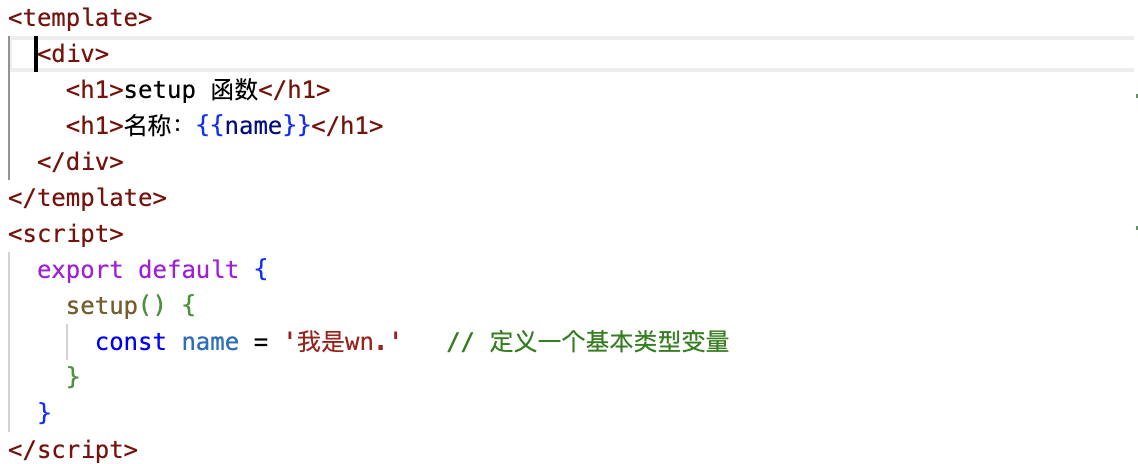 <template>
  <div>
    <h1>setup 函数</h1>
    <h1>名称：{{name}}</h1>
  </div>
</template>
<script>
  export default {
    setup() {
      const name = '我是wn.'   // 定义一个基本类型变量
    }
  }
</script>